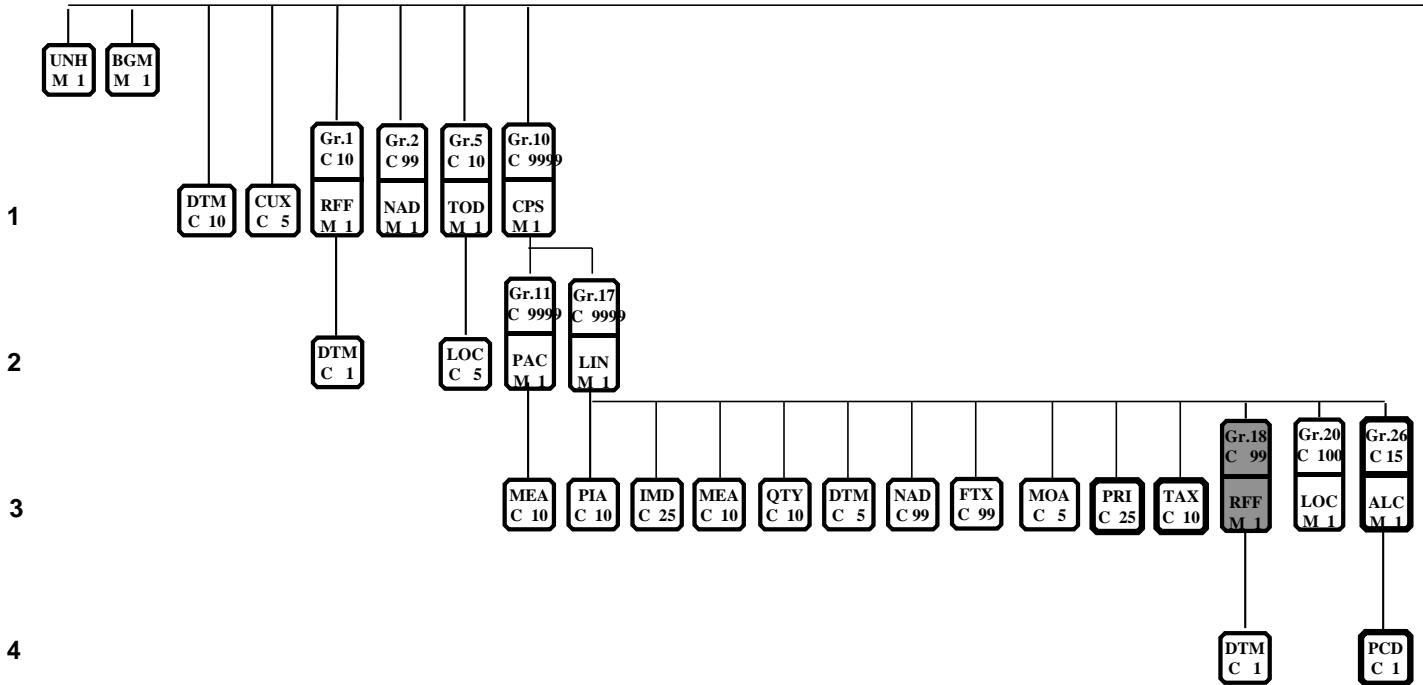 UNH
M 1
BGM
M 1
Gr.1
C 10
Gr.2
C 99
Gr.5
C 10
Gr.10
C 9999
1
DTM
C 10
CUX
C 5
RFF
M 1
NAD
M 1
TOD
M 1
CPS
M 1
Gr.11
C 9999
Gr.17
C 9999
2
DTM
C 1
LOC
C 5
PAC
M 1
LIN
M 1
Gr.18
C 99
Gr.20
C 100
Gr.26
C 15
3
MEA
C 10
PIA
C 10
IMD
C 25
MEA
C 10
QTY
C 10
DTM
C 5
NAD
C 99
FTX
C 99
MOA
C 5
PRI
C 25
TAX
C 10
RFF
M 1
LOC
M 1
ALC
M 1
4
DTM
C 1
PCD
C 1